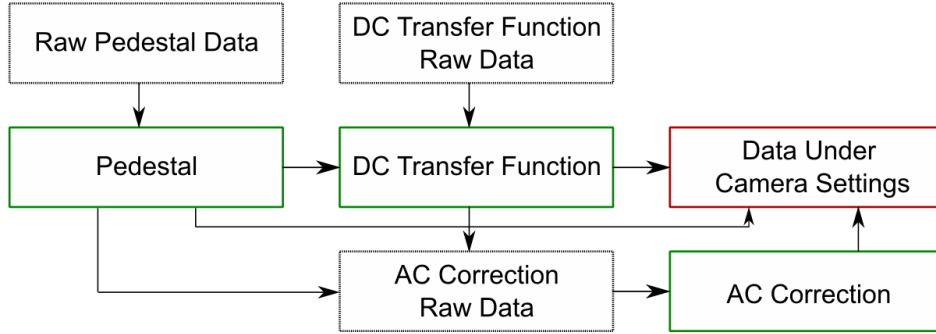 Raw Pedestal Data
DC Transfer Function
Raw Data
Pedestal
DC Transfer Function
Data Under
Camera Settings
AC Correction
Raw Data
AC Correction